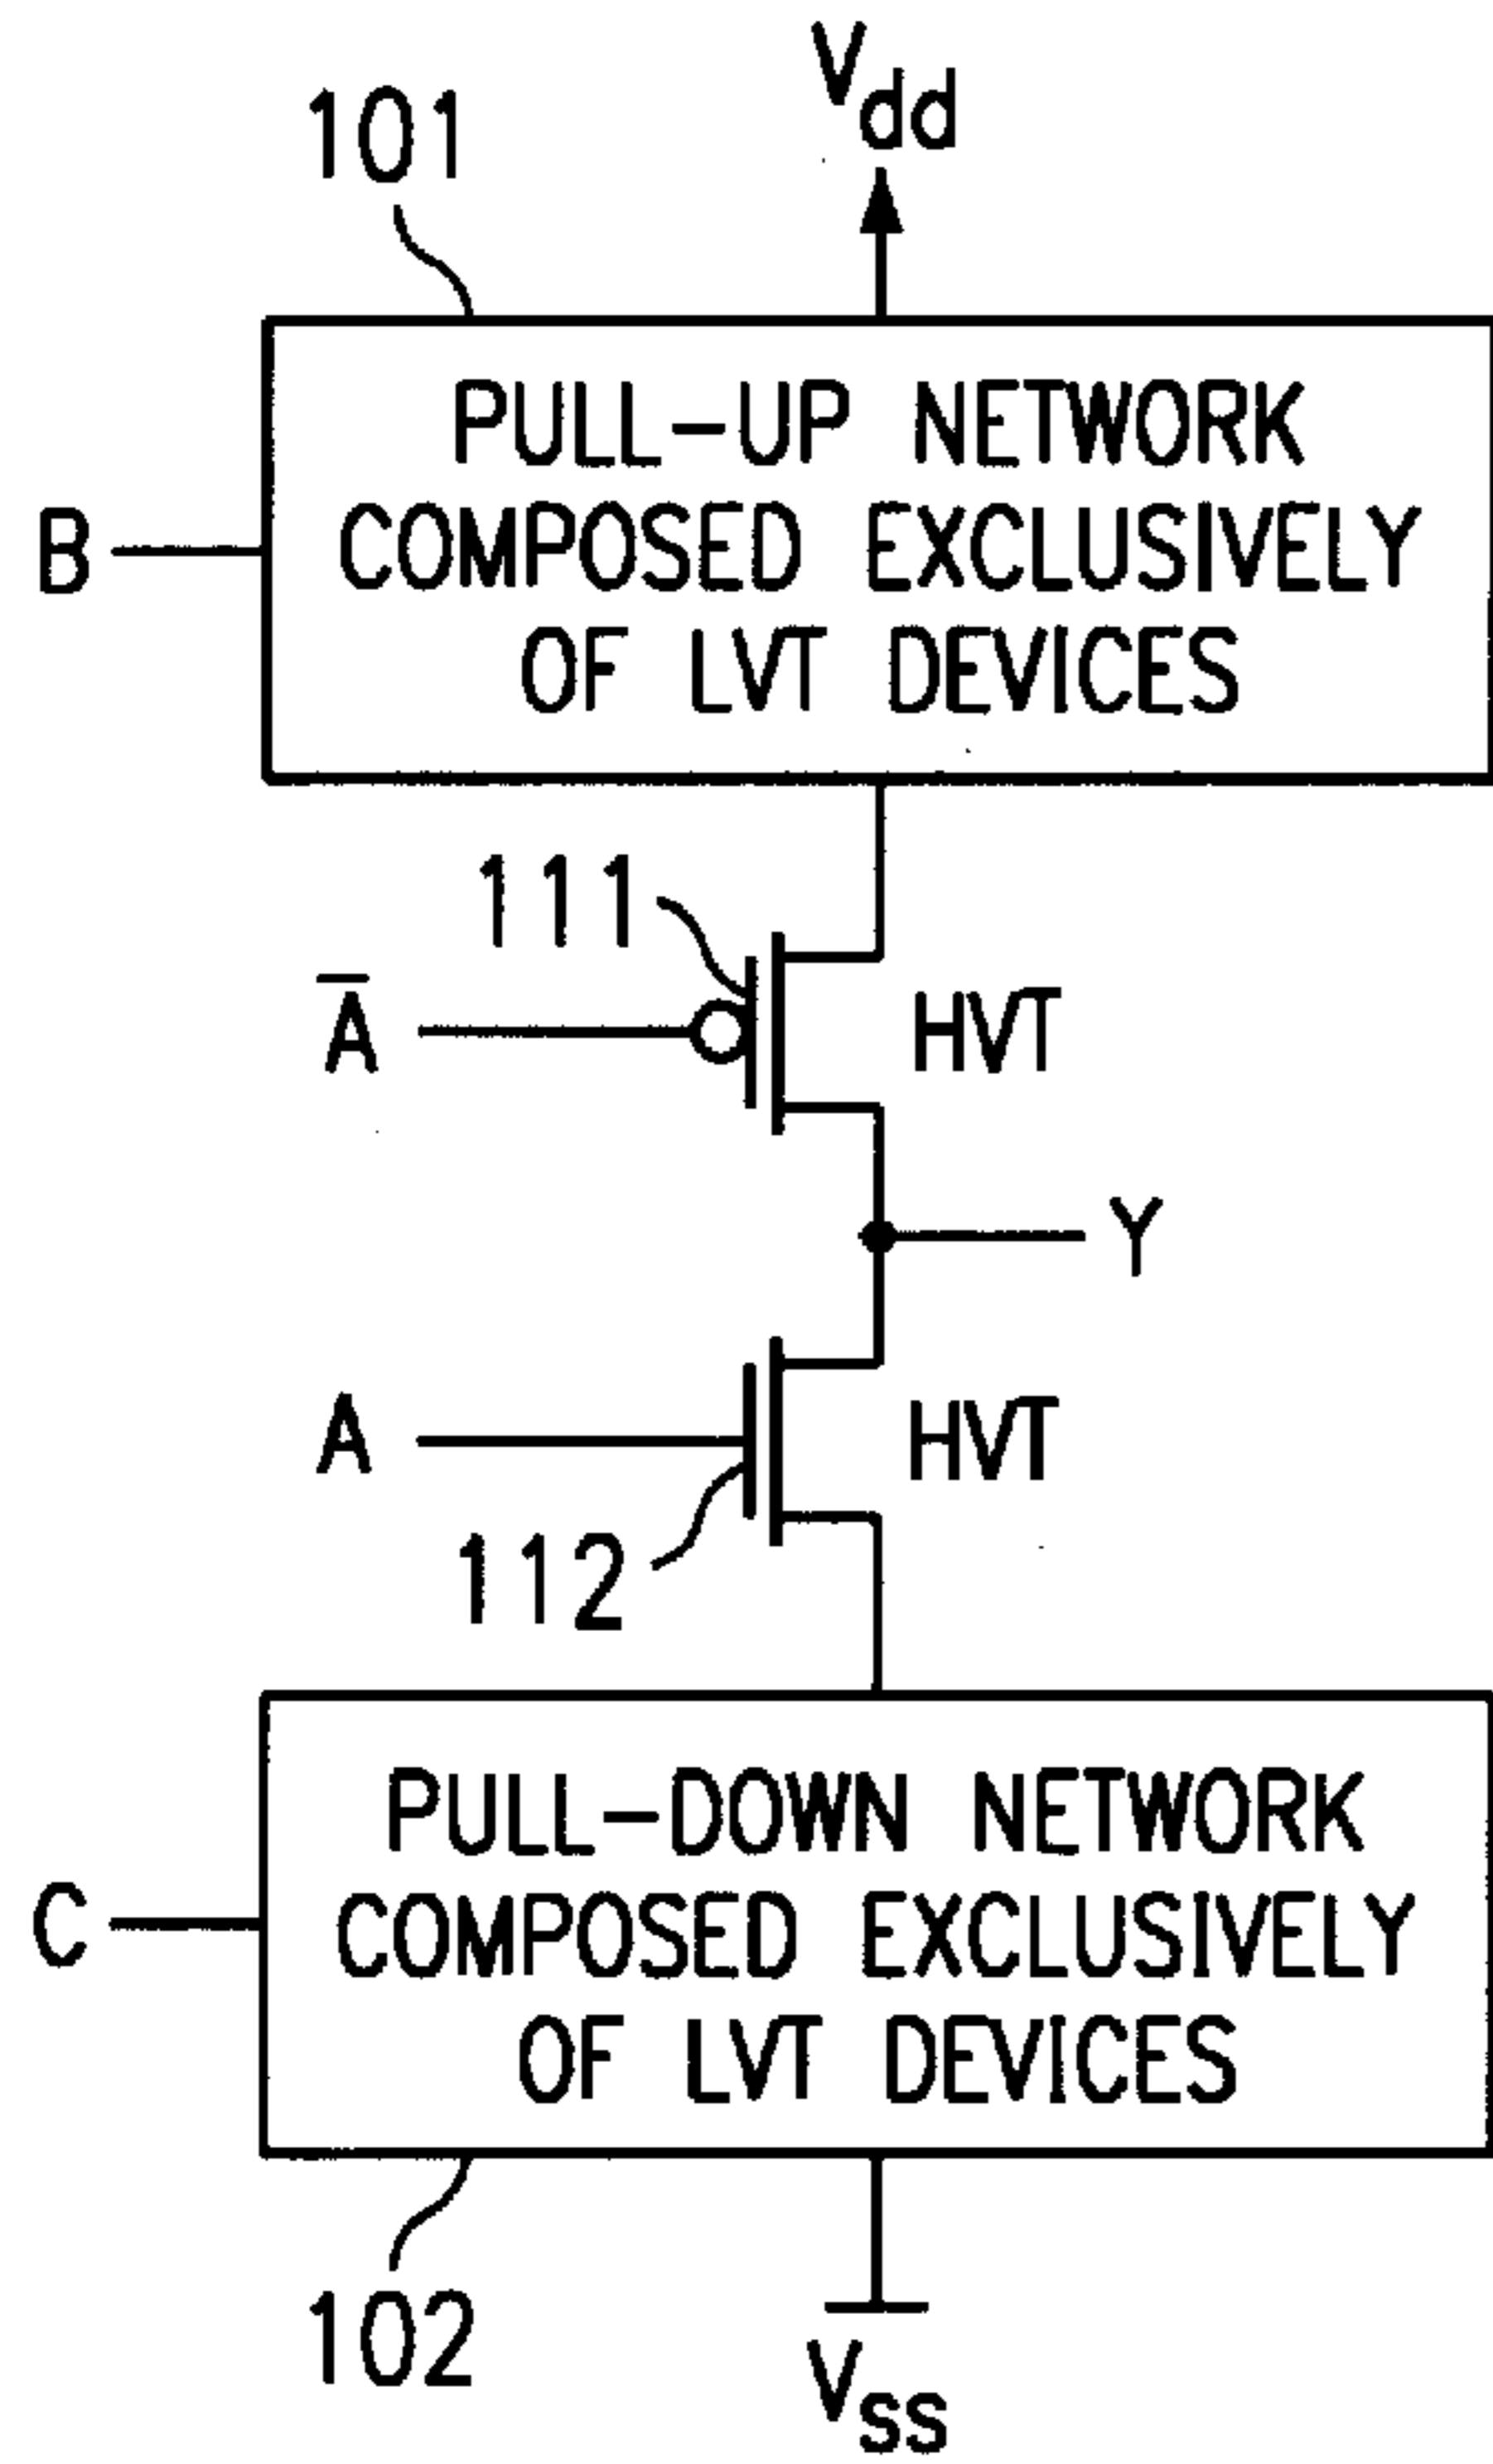 Vdd
101
PULL-UP NETWORK
COMPOSED EXCLUSIVELY
OF LVT DEVICES
B
111
A̅
HVT
Y
A
HVT
112
PULL-DOWN NETWORK
COMPOSED EXCLUSIVELY
OF LVT DEVICES
C
102
Vss